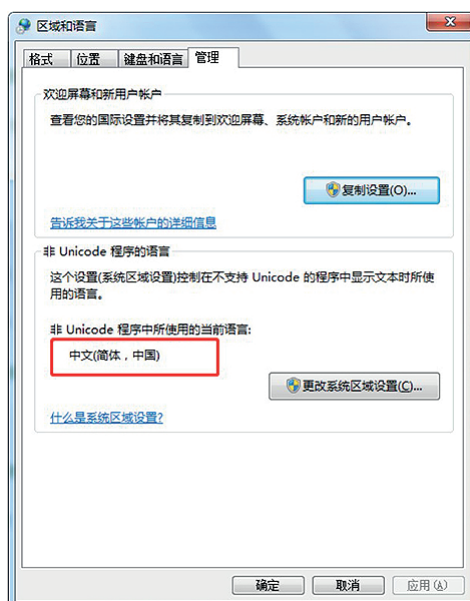 区域和语言
格式 位置 键盘和语言 管理
欢迎屏幕和新用户帐户
查看您的国际设置并将其复制到欢迎屏幕、系统帐户和新的用户帐户。
复制设置(O)...
告诉我关于这些帐户的详细信息
非 Unicode 程序的语言
这个设置(系统区域设置)控制在不支持 Unicode 的程序中显示文本时所使
用的语言。
非 Unicode 程序中所使用的当前语言:
中文(简体，中国)
更改系统区域设置(C)...
什么是系统区域设置?
确定 取消 应用(A)